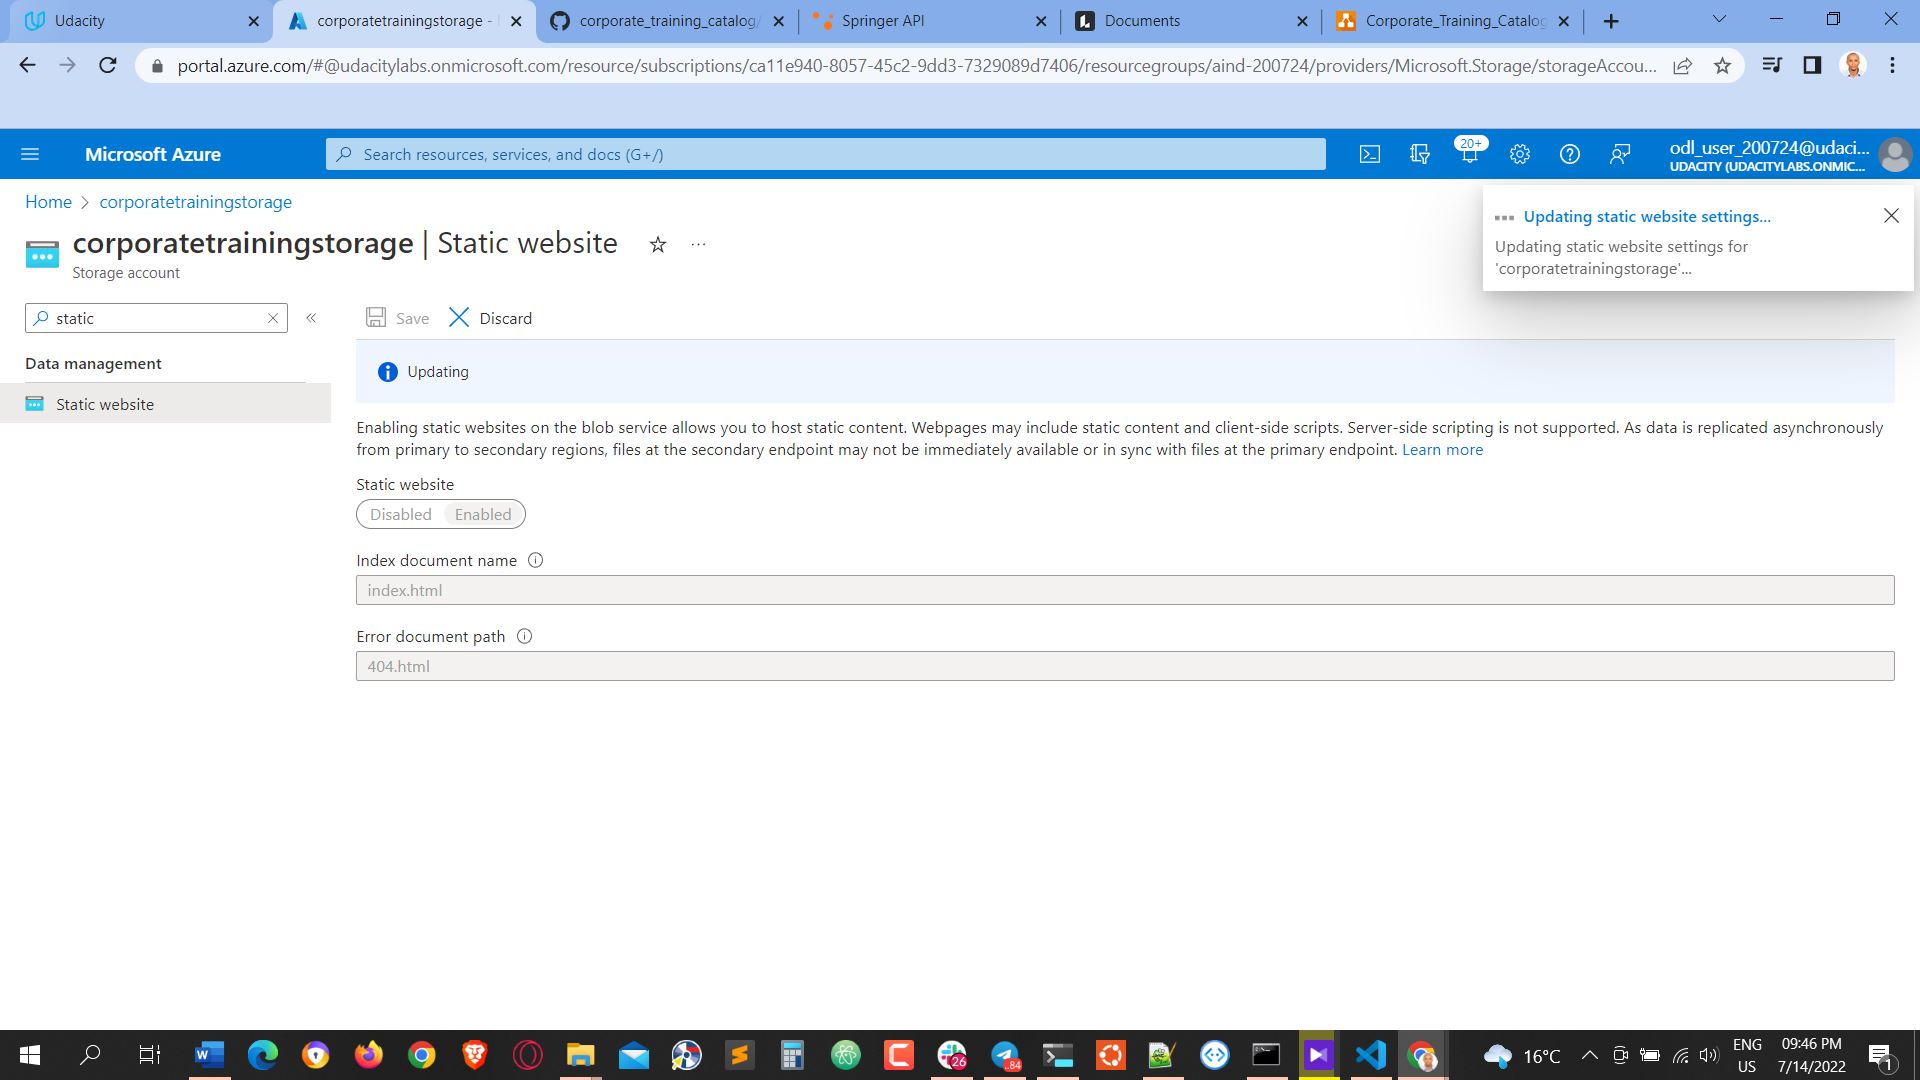 Udacity
corporatetrainingstorage -
corporate_training_catalog/
Springer API
Documents
Corporate_Training_Catalog
portal.azure.com/#@udacitylabs.onmicrosoft.com/resource/subscriptions/ca11e940-8057-45c2-9dd3-7329089d7406/resourcegroups/aind-200724/providers/Microsoft.Storage/storageAccou...
Microsoft Azure
Search resources, services, and docs (G+/)
20+
odl_user_200724@udaci...
UDACITY (UDACITYLABS.ONMIC...
Home > corporatetrainingstorage
corporatetrainingstorage | Static website
...
Storage account
Updating static website settings...
Updating static website settings for
'corporatetrainingstorage'...
static
«
Save
Discard
Data management
Static website
Updating
Enabling static websites on the blob service allows you to host static content. Webpages may include static content and client-side scripts. Server-side scripting is not supported. As data is replicated asynchronously
from primary to secondary regions, files at the secondary endpoint may not be immediately available or in sync with files at the primary endpoint. Learn more
Static website
Disabled Enabled
Index document name
index.html
Error document path
404.html
26
84
16°C
ENG
US
09:46 PM
7/14/2022
1